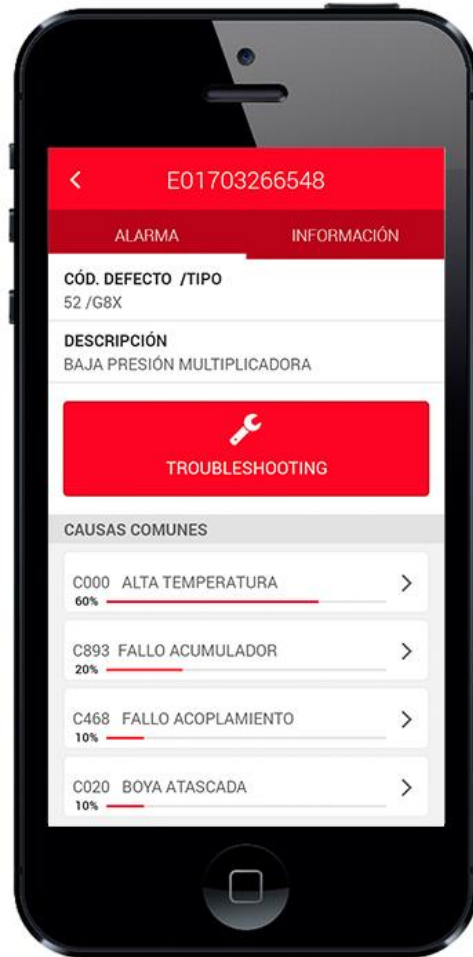 E01703266548
ALARMA INFORMACIÓN
CÓD. DEFECTO /TIPO
52 /G8X
DESCRIPCIÓN
BAJA PRESIÓN MULTIPLICADORA
TROUBLESHOOTING
CAUSAS COMUNES
C000 ALTA TEMPERATURA
60%
C893 FALLO ACUMULADOR
20%
C468 FALLO ACOPLAMIENTO
10%
C020 BOYA ATASCADA
10%